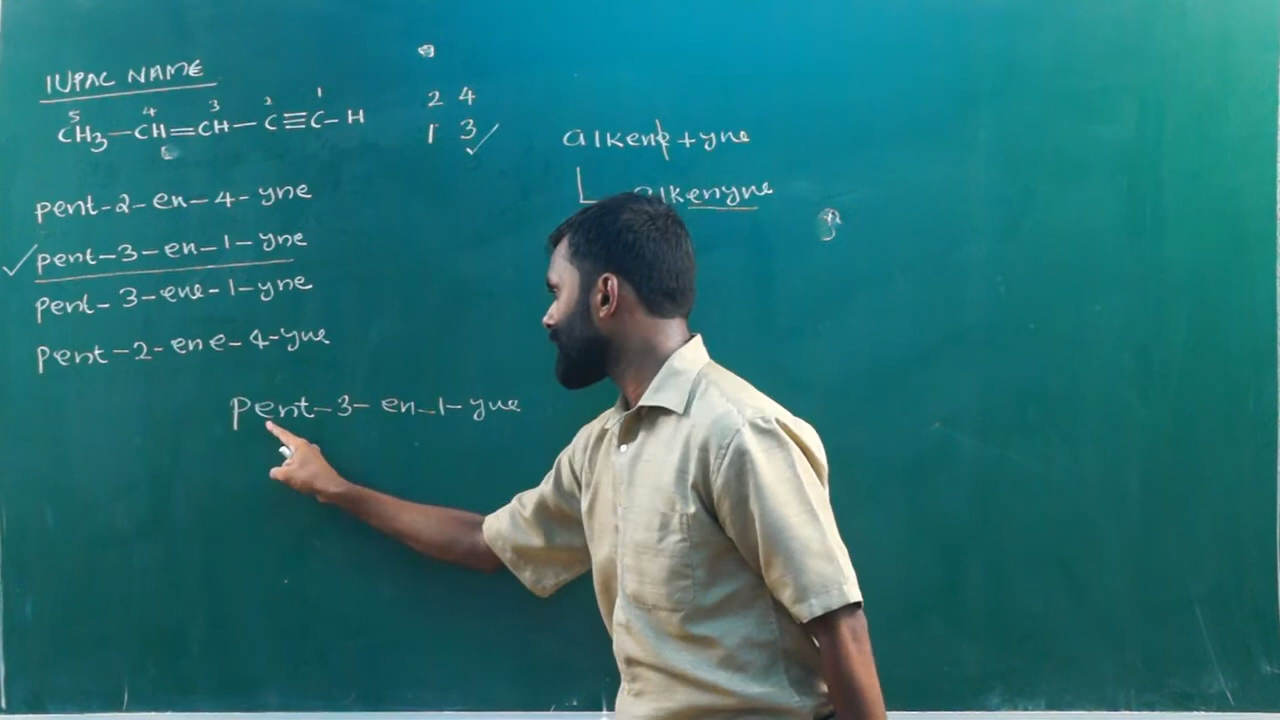 IUPAC NAME
5 4 3 2 1
CH3—CH=CH—C≡C—H
2 4
1 3 ✓
alkene+yne
alkenyne
pent-2-en-4-yne
✓ pent-3-en-1-yne
pent-3-ene-1-yne
pent-2-ene-4-yne
pent-3-en-1-yne